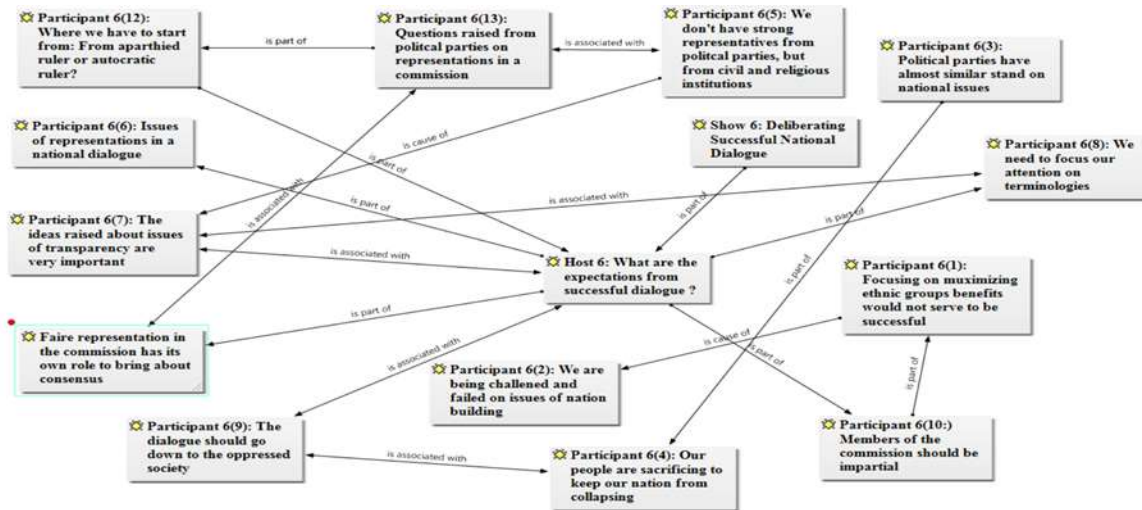 Participant 6(12):
Where we have to start
from: From aparthied
ruler or autocratic
ruler?
is part of
Participant 6(13):
Questions raised from
politcal parties on
representations in a
commission
is associated with
Participant 6(5): We
don't have strong
representatives from
politcal parties, but
from civil and religious
institutions
Participant 6(3):
Political parties have
almost similar stand on
national issues
Participant 6(6): Issues
of representations in a
national dialogue
is cause of
Show 6: Deliberating
Successful National
Dialogue
Participant 6(8): We
need to focus our
attention on
terminologies
is part of
is associated with
is part of
is part of
is associated with
is part of
Participant 6(7): The
ideas raised about issues
of transparency are
very important
is associated with
Host 6: What are the
expectations from
successful dialogue ?
is part of
Participant 6(1):
Focusing on muximizing
ethnic groups benefits
would not serve to be
successful
is part of
Faire representation in
the commission has its
own role to bring about
consensus
is associated with
is cause of
is part of
is part of
Participant 6(2): We are
being challened and
failed on issues of nation
building
Participant 6(9): The
dialogue should go
down to the oppressed
society
is associated with
Participant 6(4): Our
people are sacrificing to
keep our nation from
collapsing
Participant 6(10:)
Members of the
commission should be
impartial